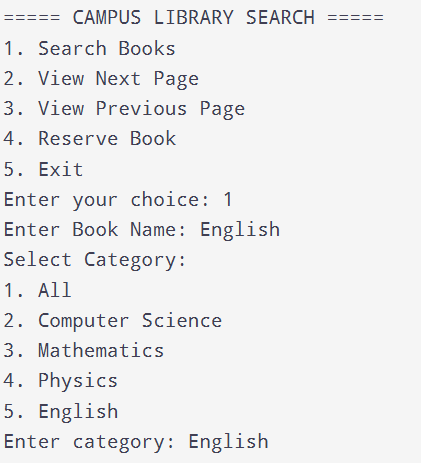 ===== CAMPUS LIBRARY SEARCH =====
1. Search Books
2. View Next Page
3. View Previous Page
4. Reserve Book
5. Exit
Enter your choice: 1
Enter Book Name: English
Select Category:
1. All
2. Computer Science
3. Mathematics
4. Physics
5. English
Enter category: English